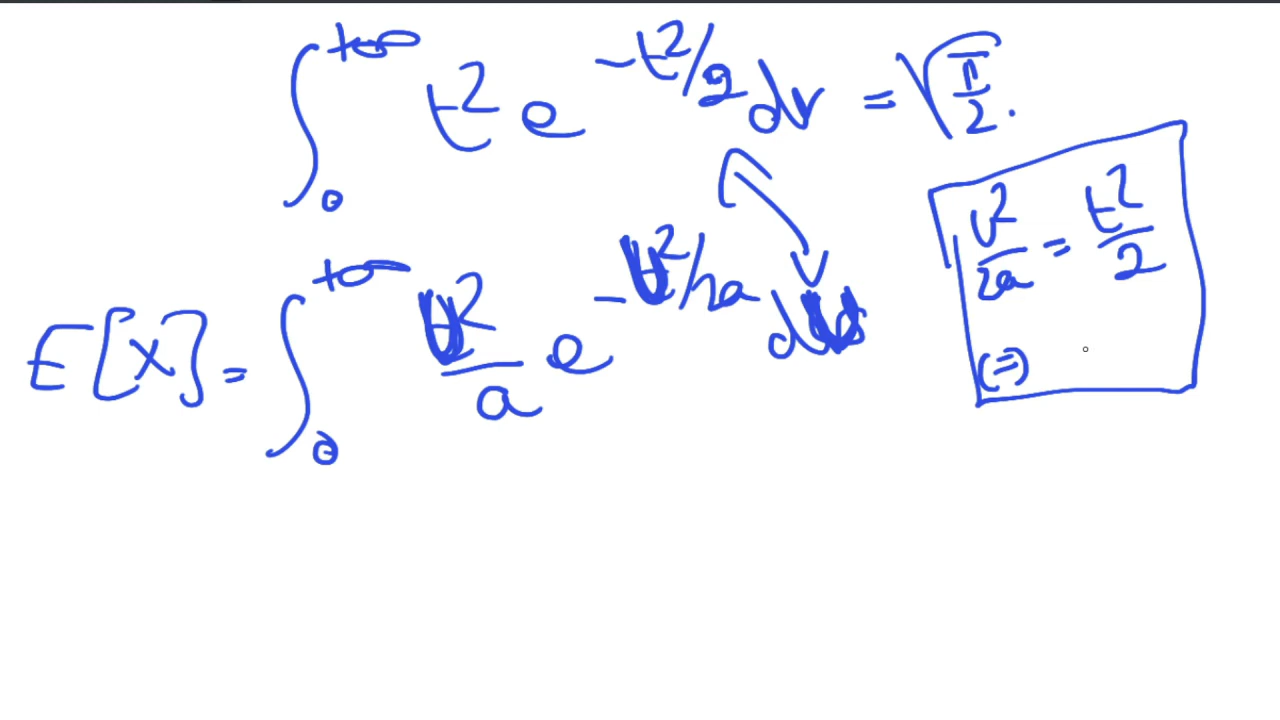 ∫₀^{+∞} t² e^{-t²/2} dv = √(π/2).
E[X] = ∫₀^{+∞} v²/a e^{-v²/2a} dv
v²/2a = t²/2
(=)